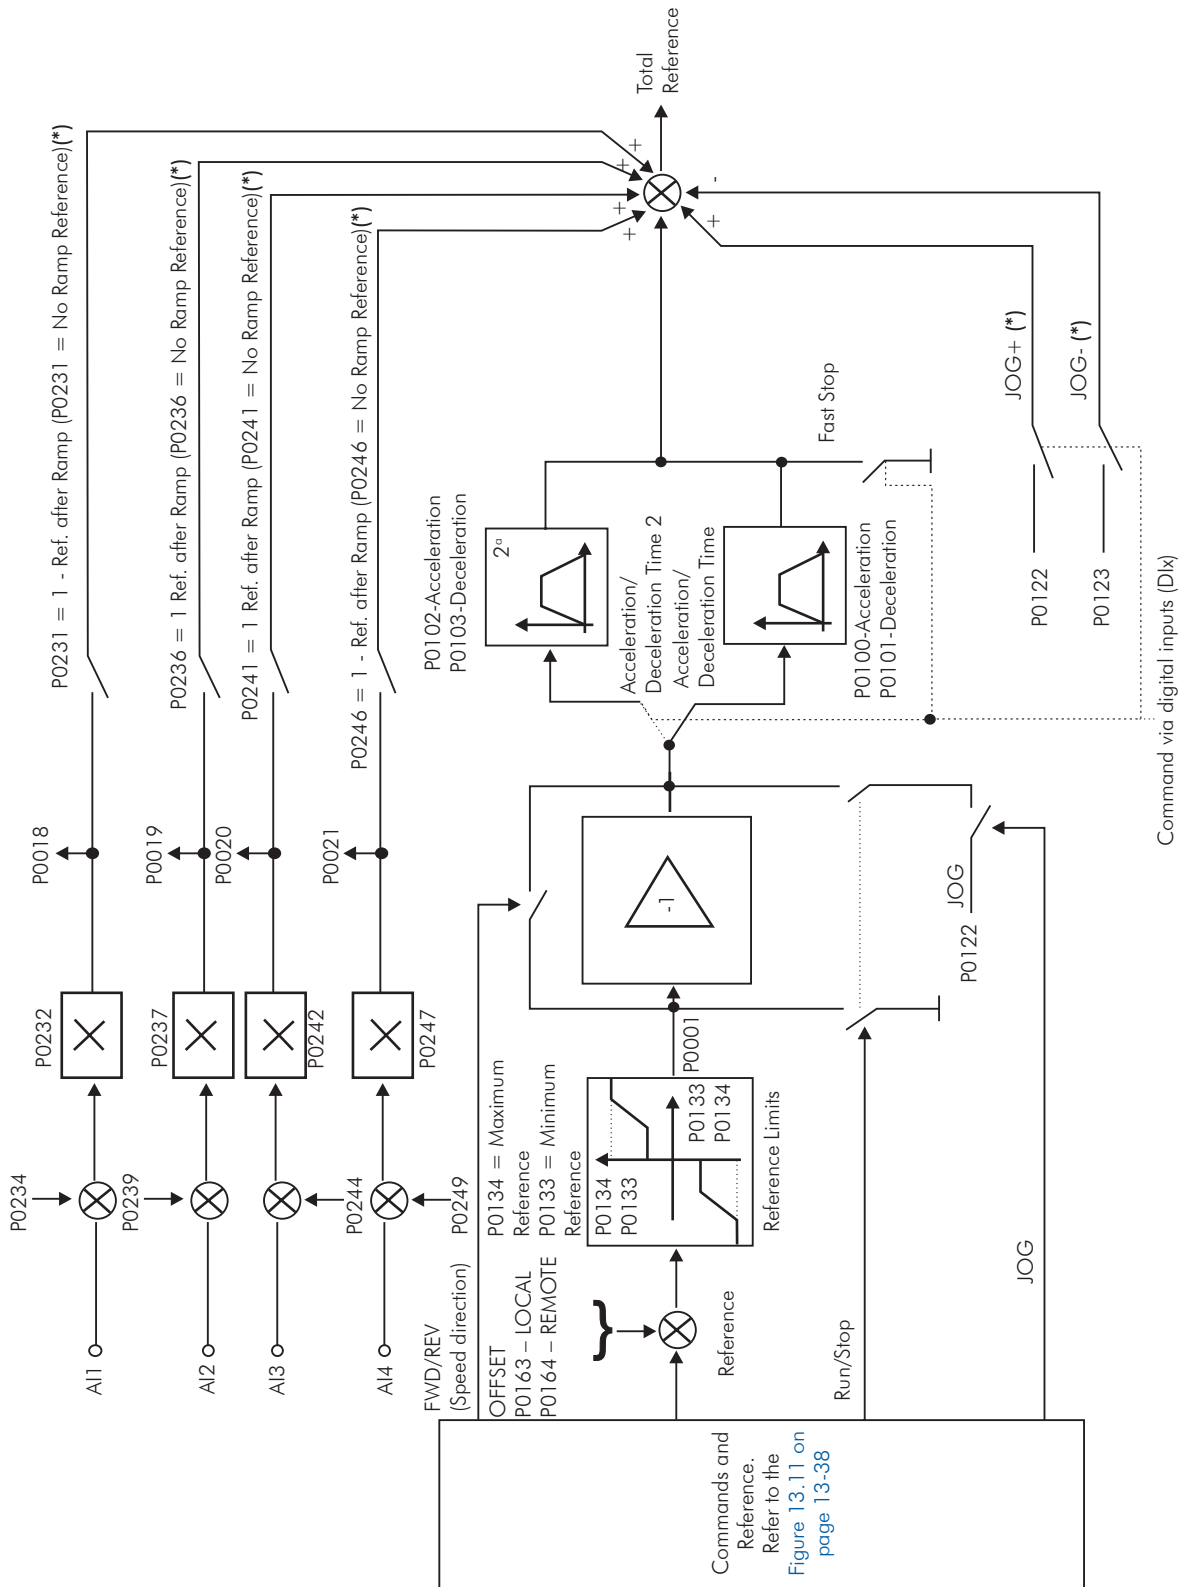 P0231 = 1 - Ref. after Ramp (P0231 = No Ramp Reference)(*)
P0236 = 1 Ref. after Ramp (P0236 = No Ramp Reference)(*)
P0241 = 1 Ref. after Ramp (P0241 = No Ramp Reference)(*)
P0246 = 1 - Ref. after Ramp (P0246 = No Ramp Reference)(*)
P0234
P0232
P0018
AI1
P0239
P0237
P0019
AI2
P0020
P0242
AI3
P0244
P0021
P0247
AI4
P0249
Total
Reference
+
+
+
+
+
-
FWD/REV
(Speed direction)
OFFSET
P0163 – LOCAL
P0164 – REMOTE
}
P0134 = Maximum
Reference
P0133 = Minimum
Reference
P0134
P0133
P0133
P0134
Reference Limits
Reference
P0001
-1
P0102-Acceleration
P0103-Deceleration
2ª
Acceleration/
Deceleration Time 2
Acceleration/
Deceleration Time
P0100-Acceleration
P0101-Deceleration
Fast Stop
Commands and
Reference.
Refer to the
Figure 13.11 on
page 13-38
Run/Stop
JOG
P0122
JOG
JOG+ (*)
P0122
JOG- (*)
P0123
Command via digital inputs (DIx)